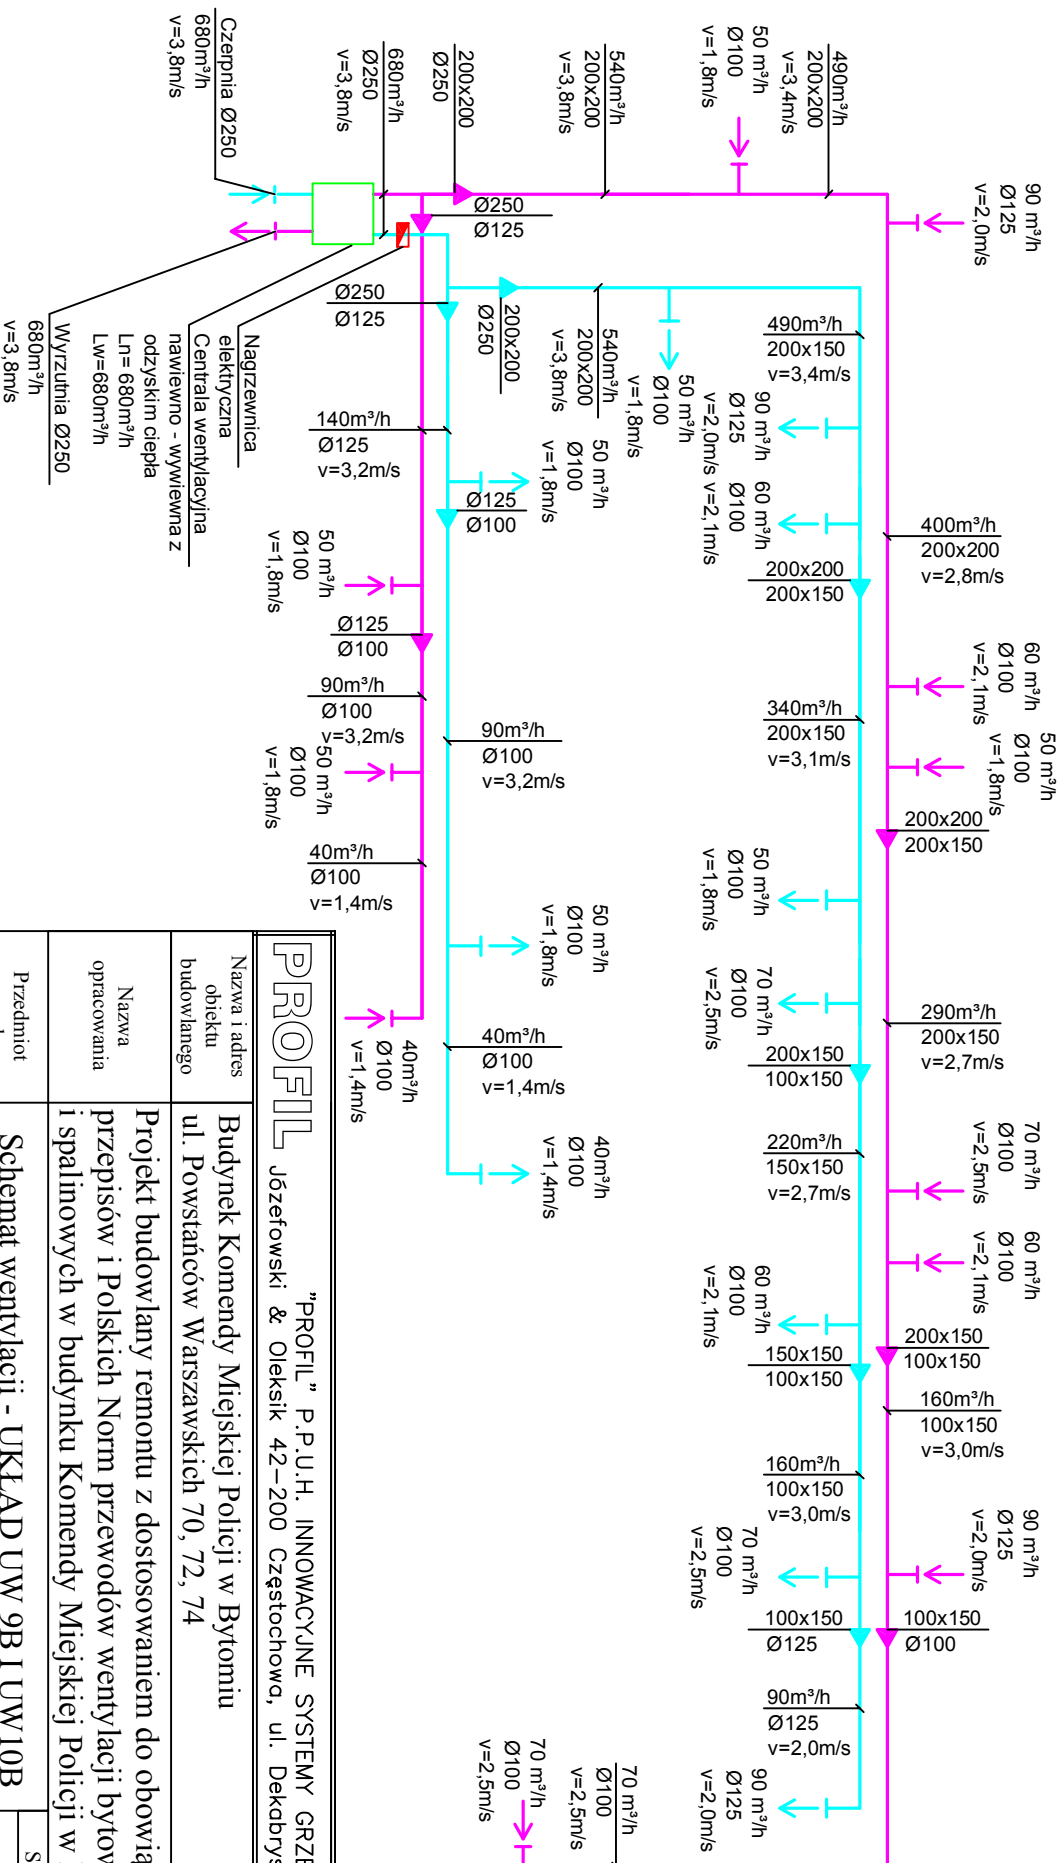 90 m³/h
Ø125
v=2,0m/s
490m³/h
200x200
v=3,4m/s
50 m³/h
Ø100
v=1,8m/s
540m³/h
200x200
v=3,8m/s
200x200
Ø250
680m³/h
Ø250
v=3,8m/s
Czerpnia Ø250
680m³/h
v=3,8m/s
Ø250
Ø125
Ø250
Ø125
200x200
Ø250
540m³/h
200x200
v=3,8m/s
50 m³/h
Ø100
v=1,8m/s
490m³/h
200x150
v=3,4m/s
90 m³/h
Ø125
v=2,0m/s
60 m³/h
Ø100
v=2,1m/s
200x200
200x150
400m³/h
200x200
v=2,8m/s
60 m³/h
Ø100
v=2,1m/s
50 m³/h
Ø100
v=1,8m/s
200x200
200x150
Nagrzewnica
elektryczna
Centrala wentylacyjna
nawiewno - wywiewna z
odzyskim ciepła
Ln= 680m³/h
Lw=680m³/h
Wyrzutnia Ø250
680m³/h
v=3,8m/s
140m³/h
Ø125
v=3,2m/s
50 m³/h
Ø100
v=1,8m/s
Ø125
Ø100
50 m³/h
Ø100
v=1,8m/s
Ø125
Ø100
90m³/h
Ø100
v=3,2m/s
50 m³/h
Ø100
v=1,8m/s
90m³/h
Ø100
v=3,2m/s
340m³/h
200x150
v=3,1m/s
40m³/h
Ø100
v=1,4m/s
50 m³/h
Ø100
v=1,8m/s
50 m³/h
Ø100
v=1,8m/s
70 m³/h
Ø100
v=2,5m/s
200x150
100x150
290m³/h
200x150
v=2,7m/s
40m³/h
Ø100
v=1,4m/s
40m³/h
Ø100
v=1,4m/s
40m³/h
Ø100
v=1,4m/s
220m³/h
150x150
v=2,7m/s
70 m³/h
Ø100
v=2,5m/s
60 m³/h
Ø100
v=2,1m/s
60 m³/h
Ø100
v=2,1m/s
150x150
100x150
200x150
100x150
160m³/h
100x150
v=3,0m/s
160m³/h
100x150
v=3,0m/s
90 m³/h
Ø125
v=2,0m/s
70 m³/h
Ø100
v=2,5m/s
100x150
Ø125
100x150
Ø100
90m³/h
Ø125
v=2,0m/s
90 m³/h
Ø125
v=2,0m/s
70 m³/h
Ø100
v=2,5m/s
70 m³/h
Ø100
v=2,5m/s
PROFIL
"PROFIL" P.P.U.H. INNOWACYJNE SYSTEMY GRZE
Józefowski & Oleksik 42-200 Częstochowa, ul. Dekabrys
Nazwa i adres
obiektu
budowlanego
Budynek Komendy Miejskiej Policji w Bytomiu
ul. Powstańców Warszawskich 70, 72, 74
Nazwa
opracowania
Projekt budowlany remontu z dostosowaniem do obowią
przepisów i Polskich Norm przewodów wentylacji bytow
i spalinowych w budynku Komendy Miejskiej Policji w
Przedmiot
Schemat wentylacji - UKŁAD UW 9B I UW10B
S